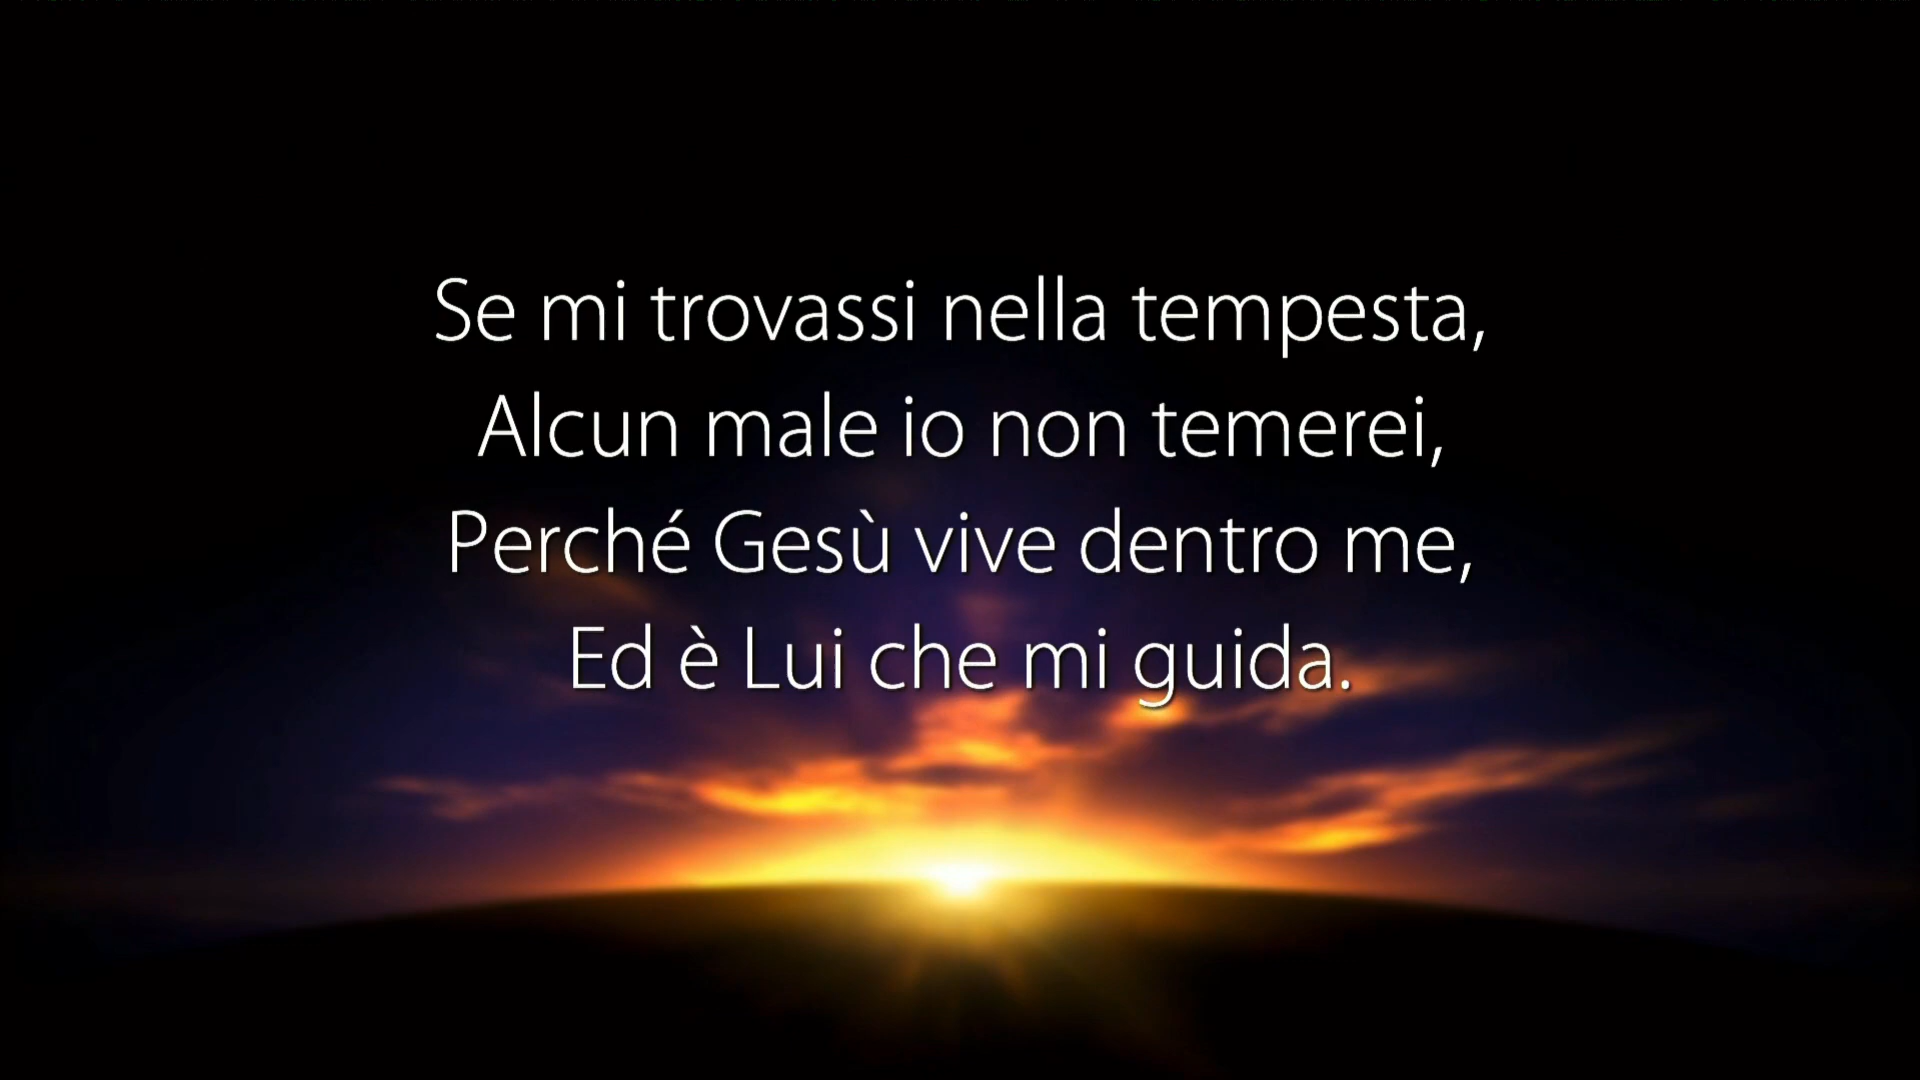 Se mi trovassi nella tempesta,
Alcun male io non temerei,
Perché Gesù vive dentro me,
Ed è Lui che mi guida.